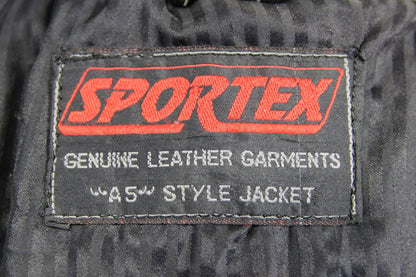 SPORTEX
GENUINE LEATHER GARMENTS
"A5" STYLE JACKET